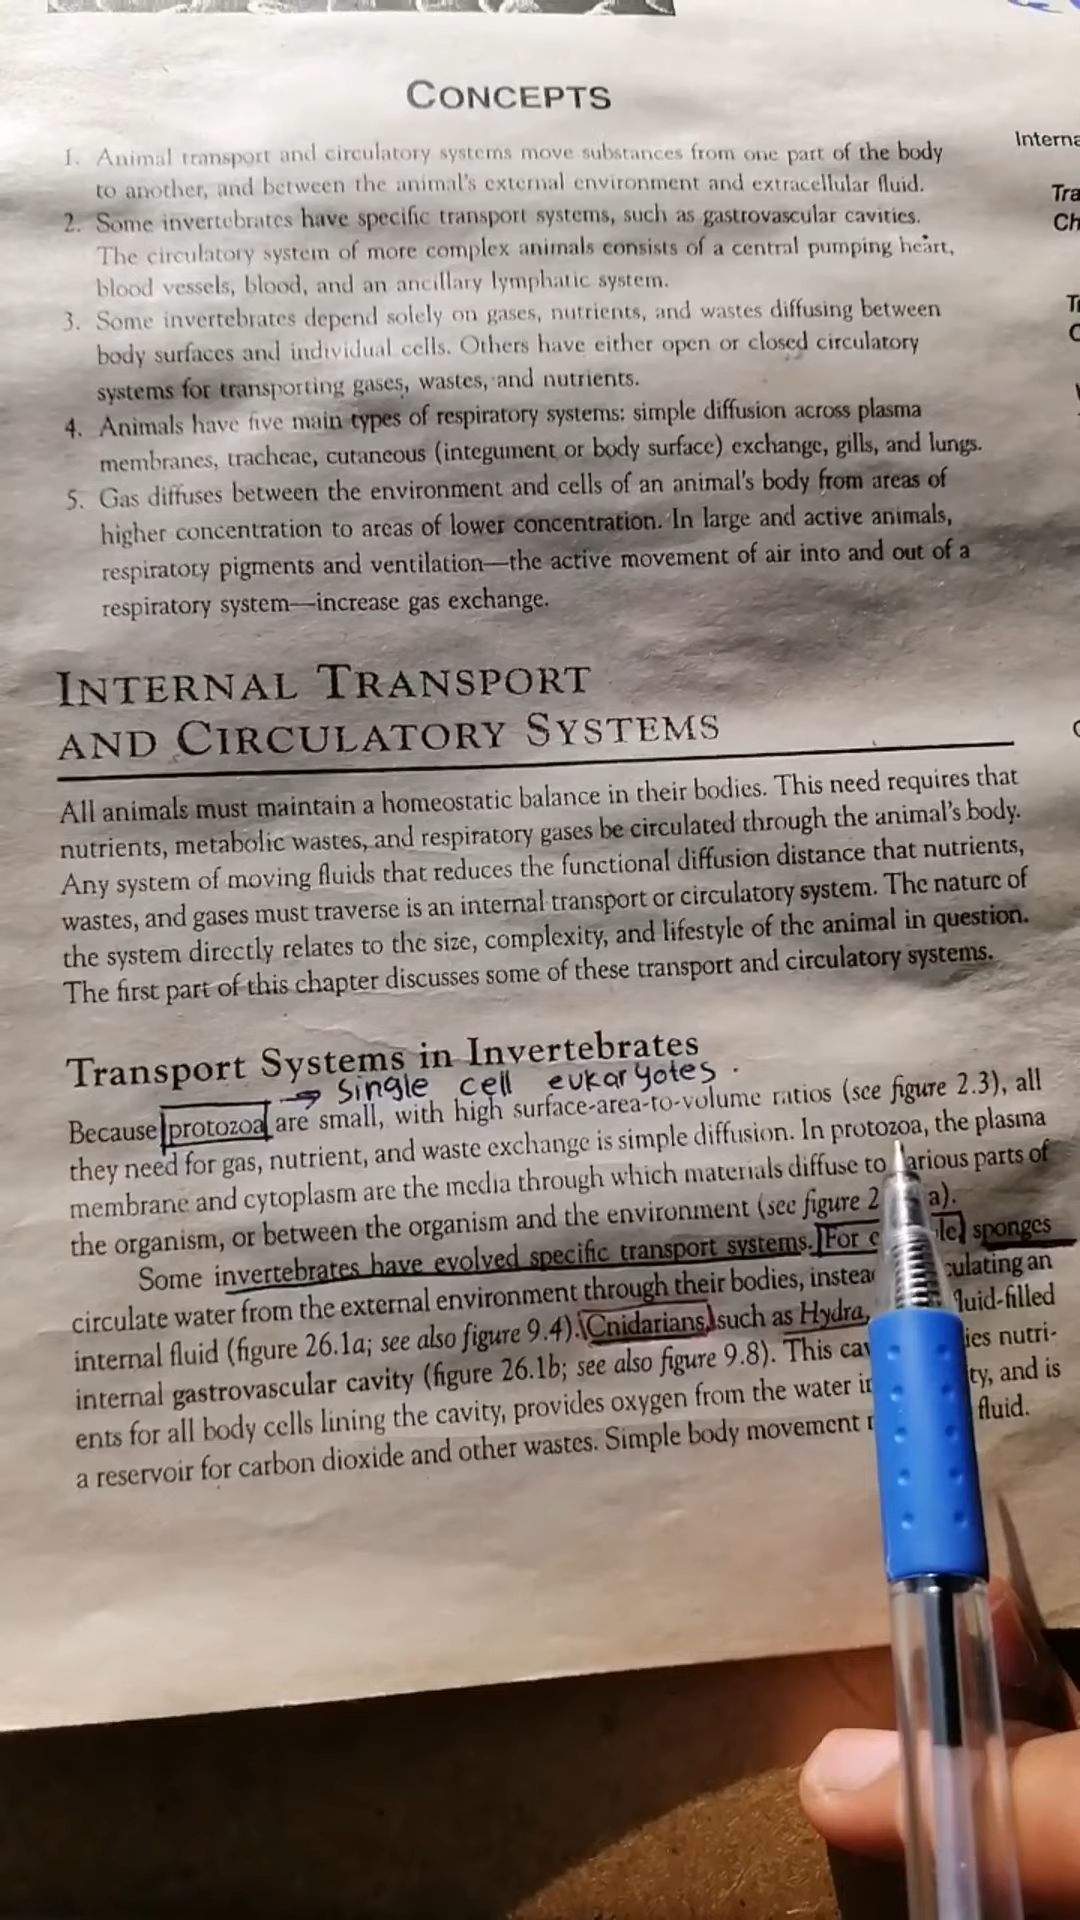 CONCEPTS
1. Animal transport and circulatory systems move substances from one part of the body
to another, and between the animal's external environment and extracellular fluid.
2. Some invertebrates have specific transport systems, such as gastrovascular cavities.
The circulatory system of more complex animals consists of a central pumping heart,
blood vessels, blood, and an ancillary lymphatic system.
3. Some invertebrates depend solely on gases, nutrients, and wastes diffusing between
body surfaces and individual cells. Others have either open or closed circulatory
systems for transporting gases, wastes, and nutrients.
4. Animals have five main types of respiratory systems: simple diffusion across plasma
membranes, tracheae, cutaneous (integument or body surface) exchange, gills, and lungs.
5. Gas diffuses between the environment and cells of an animal's body from areas of
higher concentration to areas of lower concentration. In large and active animals,
respiratory pigments and ventilation—the active movement of air into and out of a
respiratory system—increase gas exchange.
INTERNAL TRANSPORT
AND CIRCULATORY SYSTEMS
All animals must maintain a homeostatic balance in their bodies. This need requires that
nutrients, metabolic wastes, and respiratory gases be circulated through the animal's body.
Any system of moving fluids that reduces the functional diffusion distance that nutrients,
wastes, and gases must traverse is an internal transport or circulatory system. The nature of
the system directly relates to the size, complexity, and lifestyle of the animal in question.
The first part of this chapter discusses some of these transport and circulatory systems.
Transport Systems in Invertebrates
→ Single cell eukaryotes.
Because protozoa are small, with high surface-area-to-volume ratios (see figure 2.3), all
they need for gas, nutrient, and waste exchange is simple diffusion. In protozoa, the plasma
membrane and cytoplasm are the media through which materials diffuse to various parts of
the organism, or between the organism and the environment (see figure 2 a).
Some invertebrates have evolved specific transport systems. For sponges
circulate water from the external environment through their bodies, instead culating an
internal fluid (figure 26.1a; see also figure 9.4). Cnidarians, such as Hydra, fluid-filled
internal gastrovascular cavity (figure 26.1b; see also figure 9.8). This nutri-
ents for all body cells lining the cavity, provides oxygen from the water and is
a reservoir for carbon dioxide and other wastes. Simple body movement fluid.
Interna
Tra
Ch